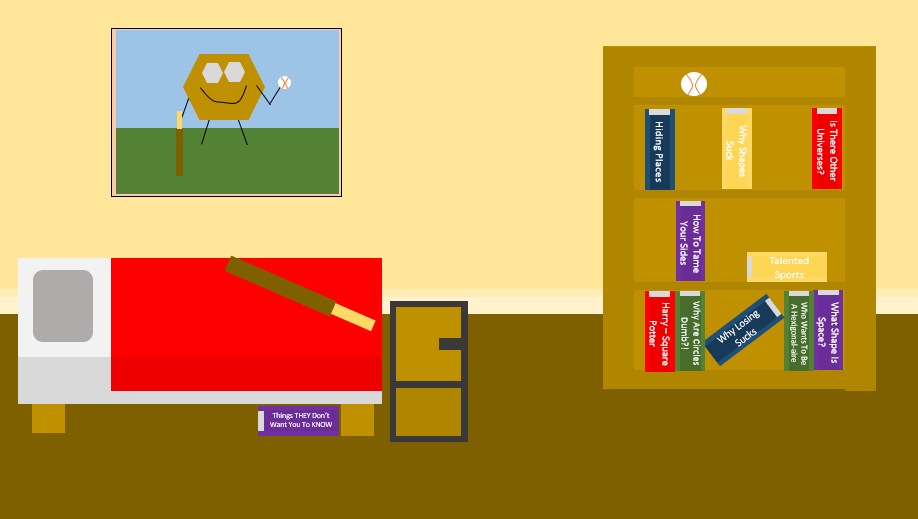 Hiding Places
Why Shapes
Suck
Is There Other
Universes?
How To Tame
Your Sides
Talented
Sports
Harry – Square
Potter
Why Are Circles
Dumb?!
Why Losing
Sucks
Who Wants To Be
A Hexigonal-aire
What Shape Is
Space?
Things THEY Don't
Want You To KNOW